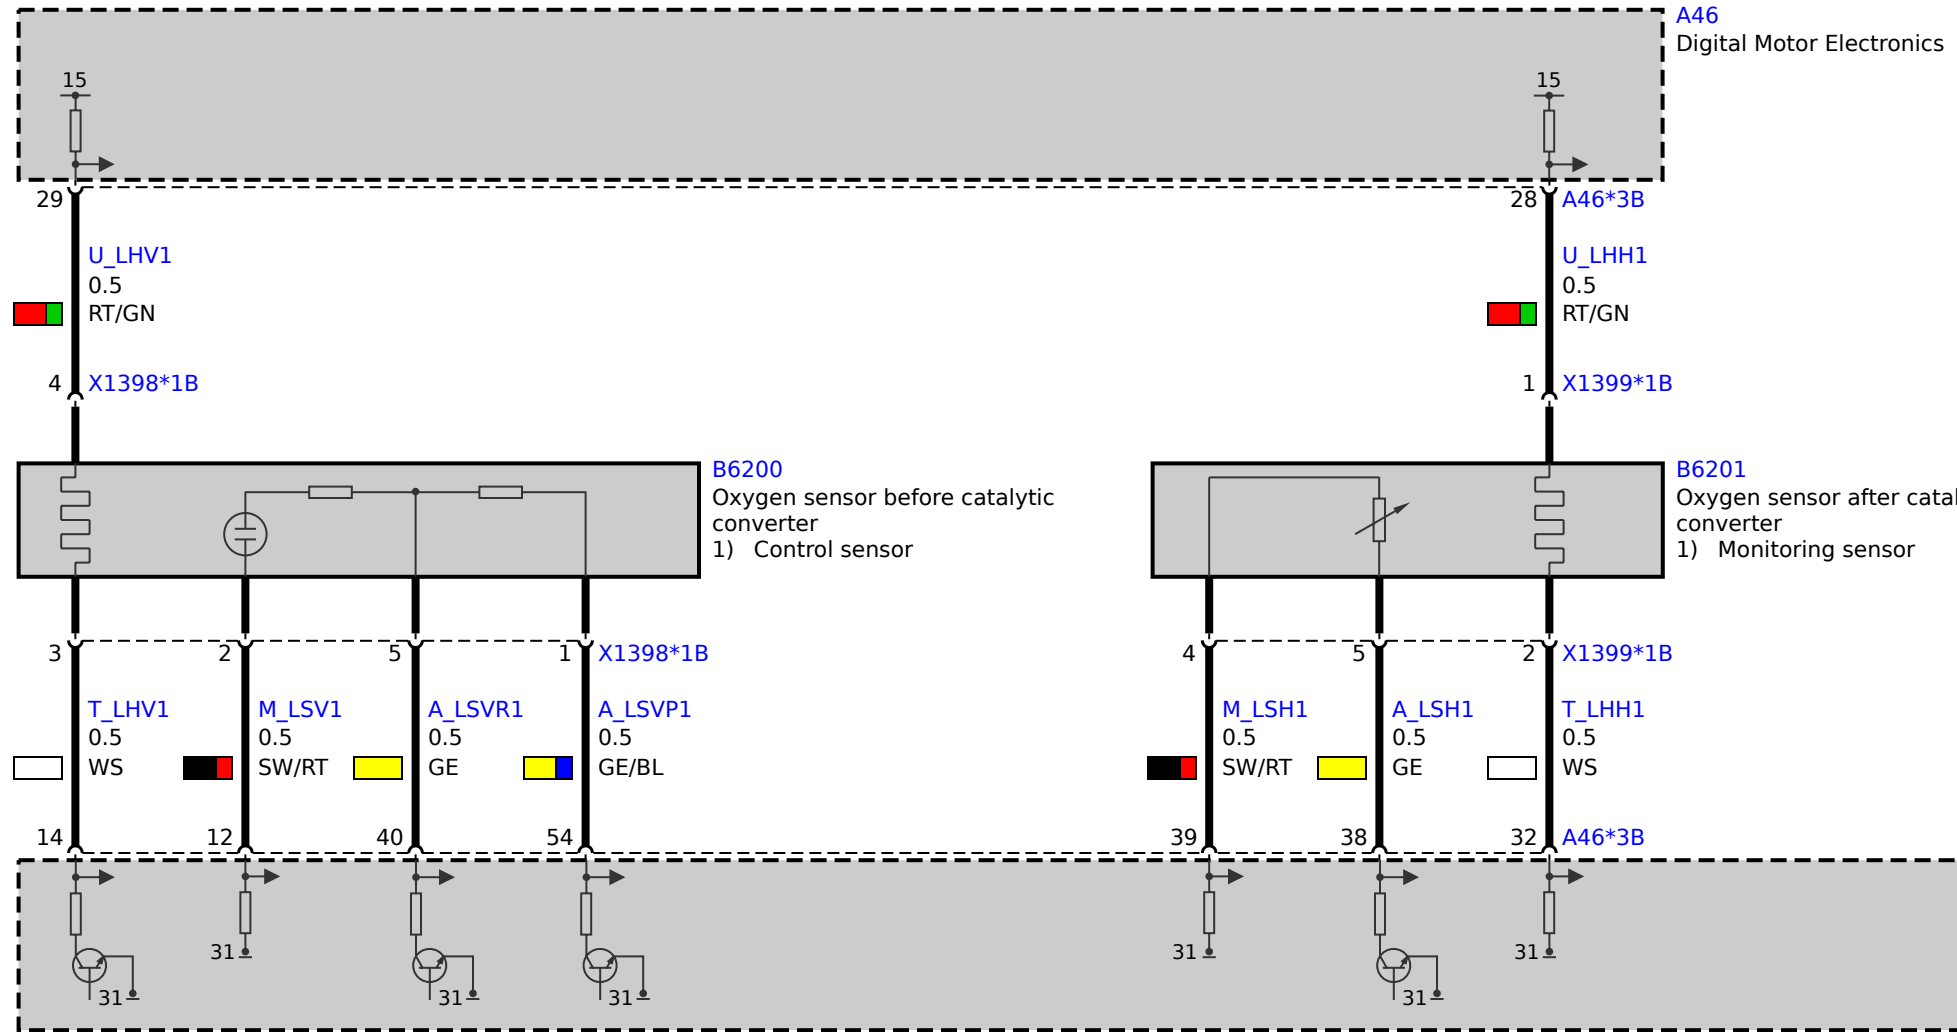 A46
Digital Motor Electronics
15
15
29
28
A46*3B
U_LHV1
0.5
RT/GN
U_LHH1
0.5
RT/GN
4
X1398*1B
1
X1399*1B
B6200
Oxygen sensor before catalytic
converter
1) Control sensor
B6201
Oxygen sensor after
converter
1) Monitoring sensor
3
2
5
1
X1398*1B
4
5
2
X1399*1B
T_LHV1
0.5
WS
M_LSV1
0.5
SW/RT
A_LSVR1
0.5
GE
A_LSVP1
0.5
GE/BL
M_LSH1
0.5
SW/RT
A_LSH1
0.5
GE
T_LHH1
0.5
WS
14
12
40
54
39
38
32
A46*3B
31
31
31
31
31
31
31